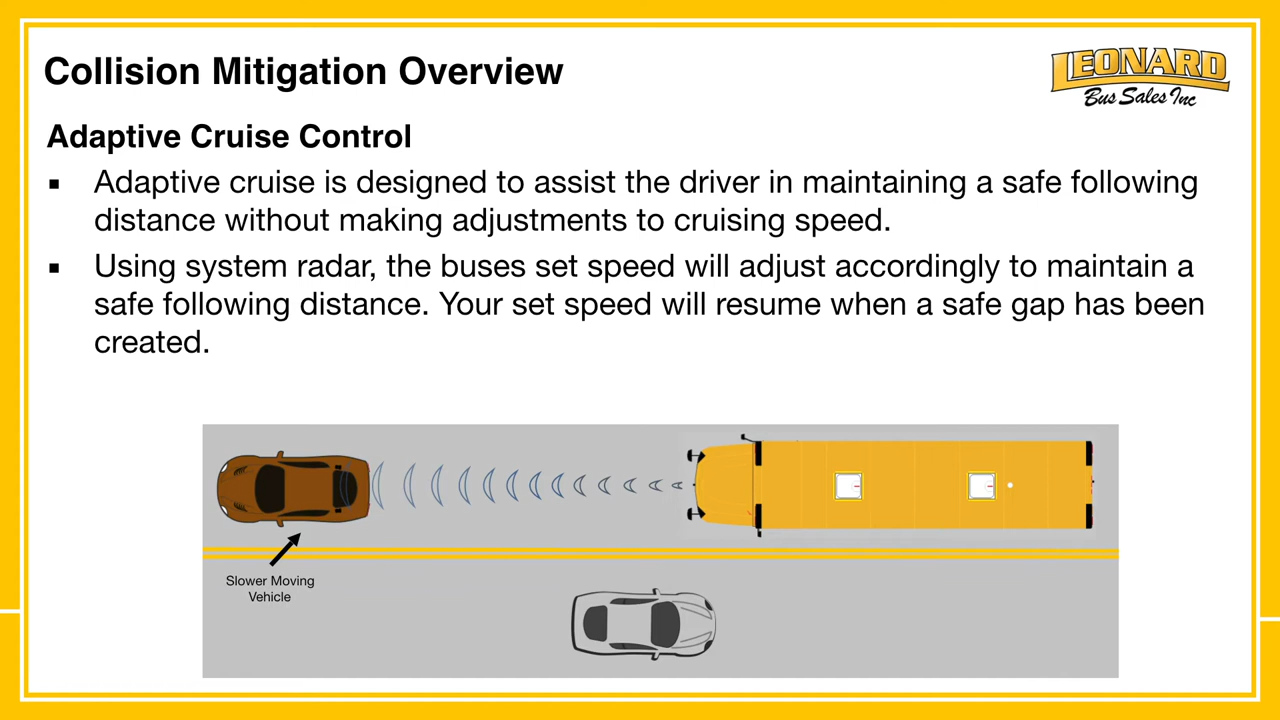 Collision Mitigation Overview
LEONARD
Bus Sales Inc
Adaptive Cruise Control
▪ Adaptive cruise is designed to assist the driver in maintaining a safe following
distance without making adjustments to cruising speed.
▪ Using system radar, the buses set speed will adjust accordingly to maintain a
safe following distance. Your set speed will resume when a safe gap has been
created.
Slower Moving
Vehicle